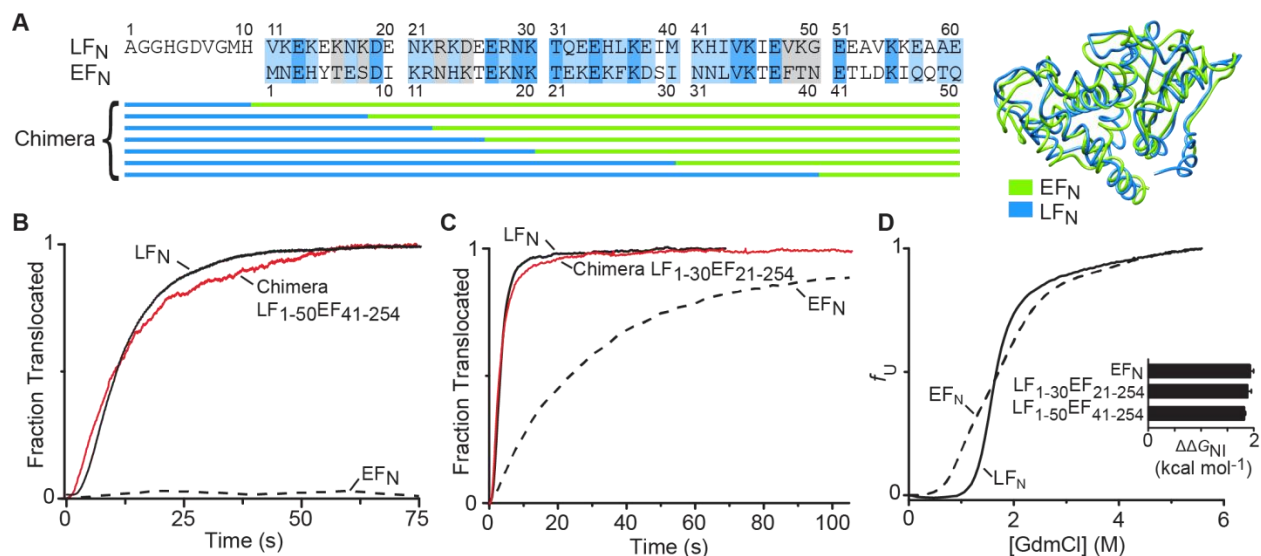 A
1 10 11 20 21 30 31 40 41 50 51 60
LFN AGGHGDVGMH VKEKEKNKDE NKRKDEERNK TQEEHLKEIM KHIVKIEVKG EEAVKKEAAE
EFN MNEHYTESDI KRNHKTEKNK TEKEKFKDSI NNLVKTEFTN ETLDKIQQTQ
1 10 11 20 21 30 31 40 41 50
Chimera
EFN
LFN
B
Fraction Translocated
1
0
LFN
Chimera
LF1-50EF41-254
EFN
0 25 50 75
Time (s)
C
Fraction Translocated
1
0
LFN
Chimera LF1-30EF21-254
EFN
0 20 40 60 80 100
Time (s)
D
fU
1
0
EFN
LFN
0 2 4 6
[GdmCl] (M)
EFN
LF1-30EF21-254
LF1-50EF41-254
0 1 2
ΔΔGNI
(kcal mol-1)